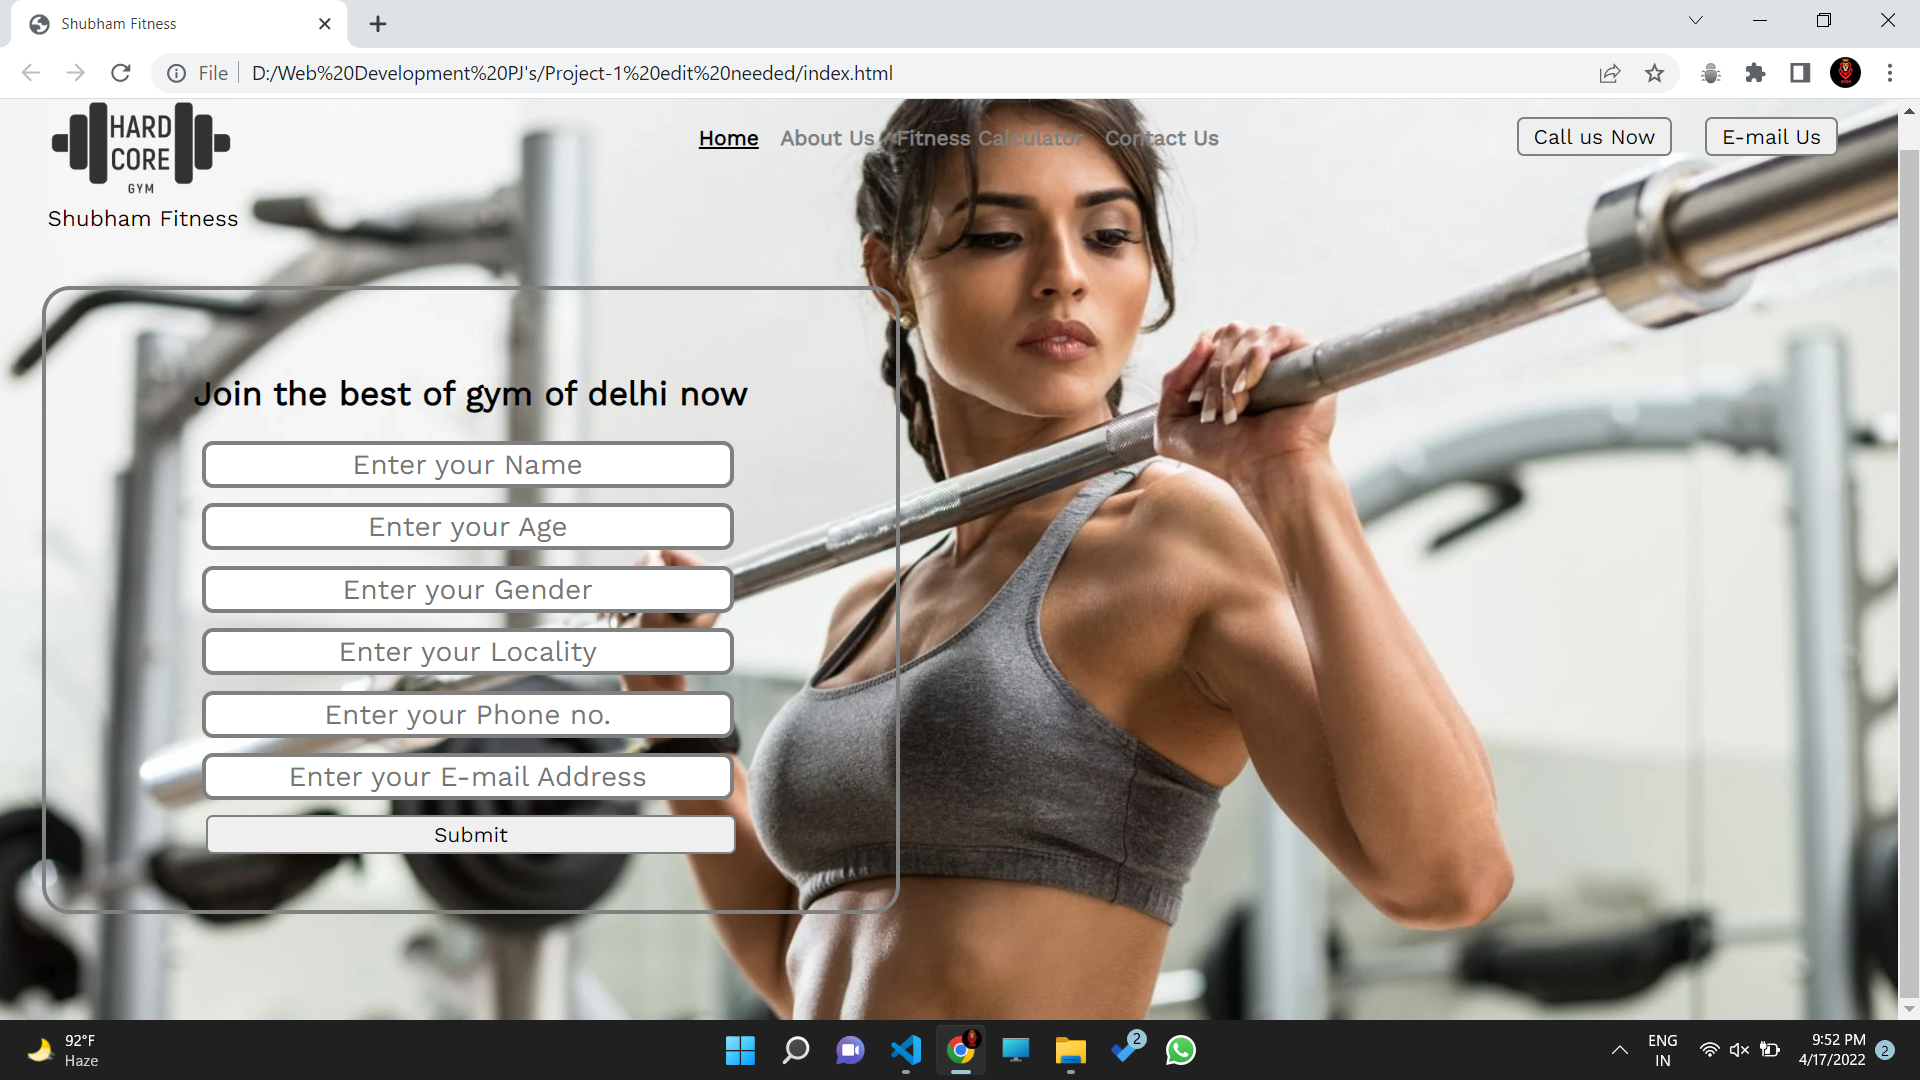 Shubham Fitness
File
D:/Web%20Development%20PJ's/Project-1%20edit%20needed/index.html
HARD
CORE
GYM
Shubham Fitness
Home About Us Fitness Calculator Contact Us
Call us Now E-mail Us
Join the best of gym of delhi now
Enter your Name
Enter your Age
Enter your Gender
Enter your Locality
Enter your Phone no.
Enter your E-mail Address
Submit
92°F
Haze
2
ENG
IN
9:52 PM
4/17/2022
2